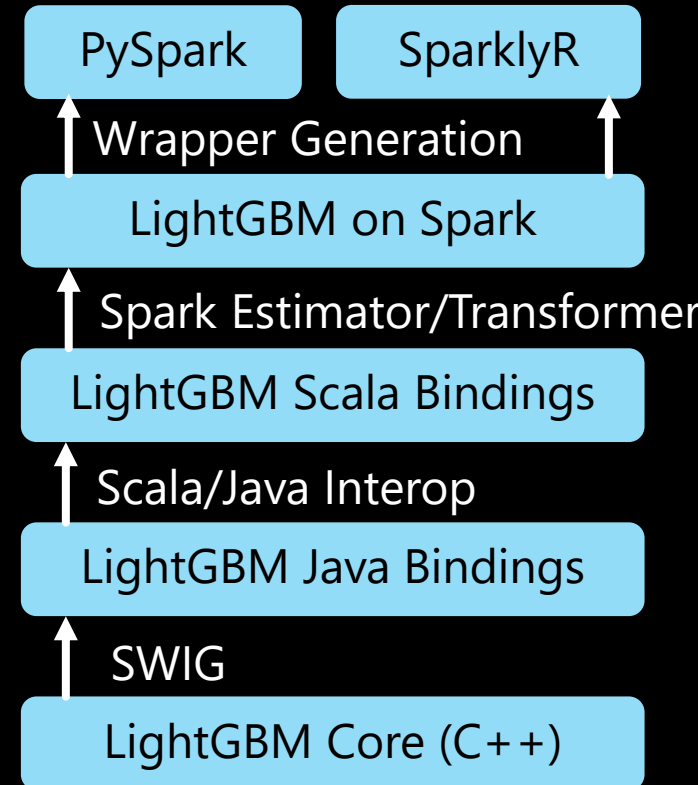 PySpark
SparklyR
Wrapper Generation
LightGBM on Spark
Spark Estimator/Transformer
LightGBM Scala Bindings
Scala/Java Interop
LightGBM Java Bindings
SWIG
LightGBM Core (C++)